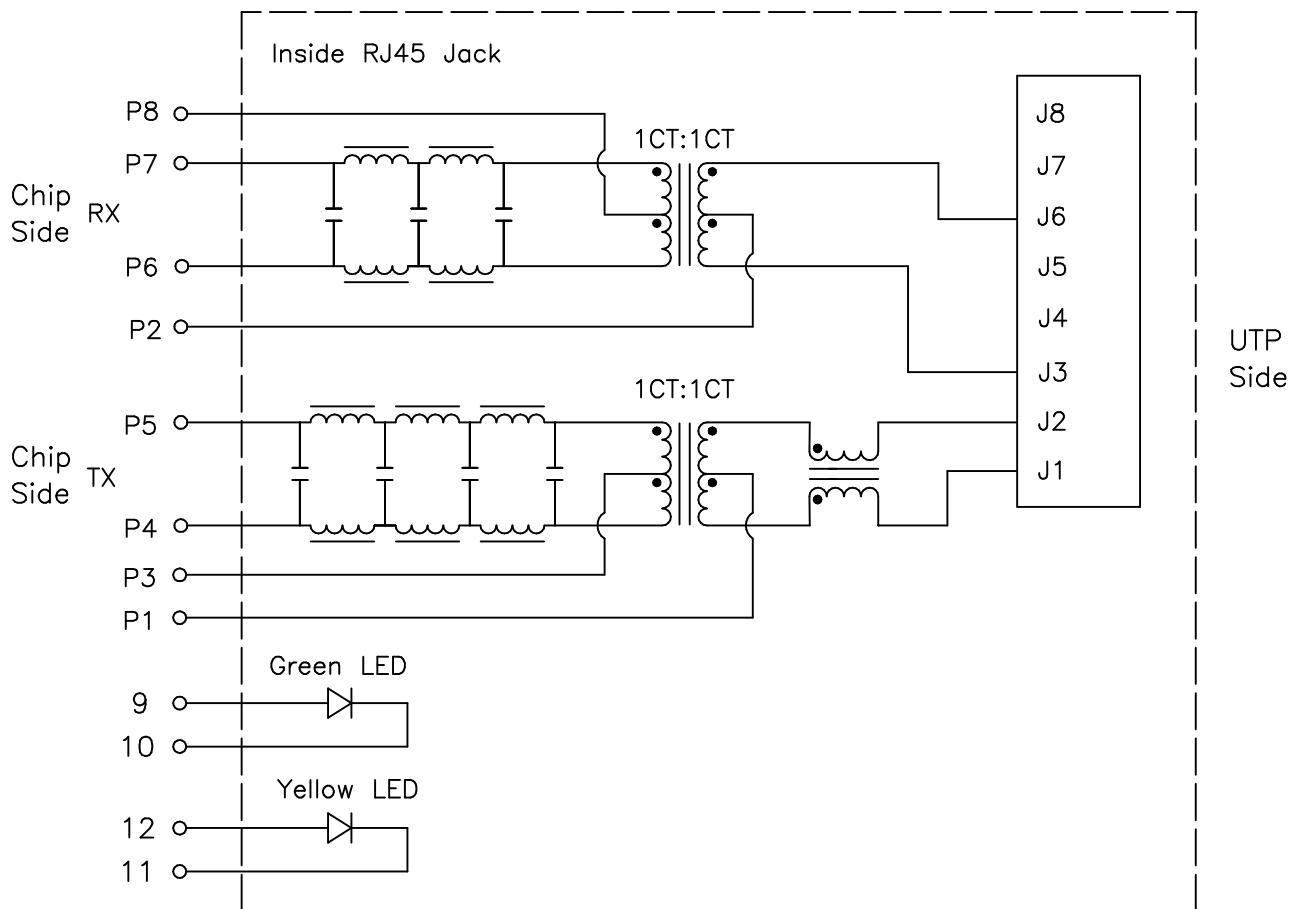 Inside RJ45 Jack
P8
1CT:1CT
J8
P7
J7
Chip
Side
RX
J6
P6
J5
P2
J4
UTP
Side
J3
1CT:1CT
P5
J2
Chip
Side
TX
J1
P4
P3
P1
Green LED
9
10
Yellow LED
12
11